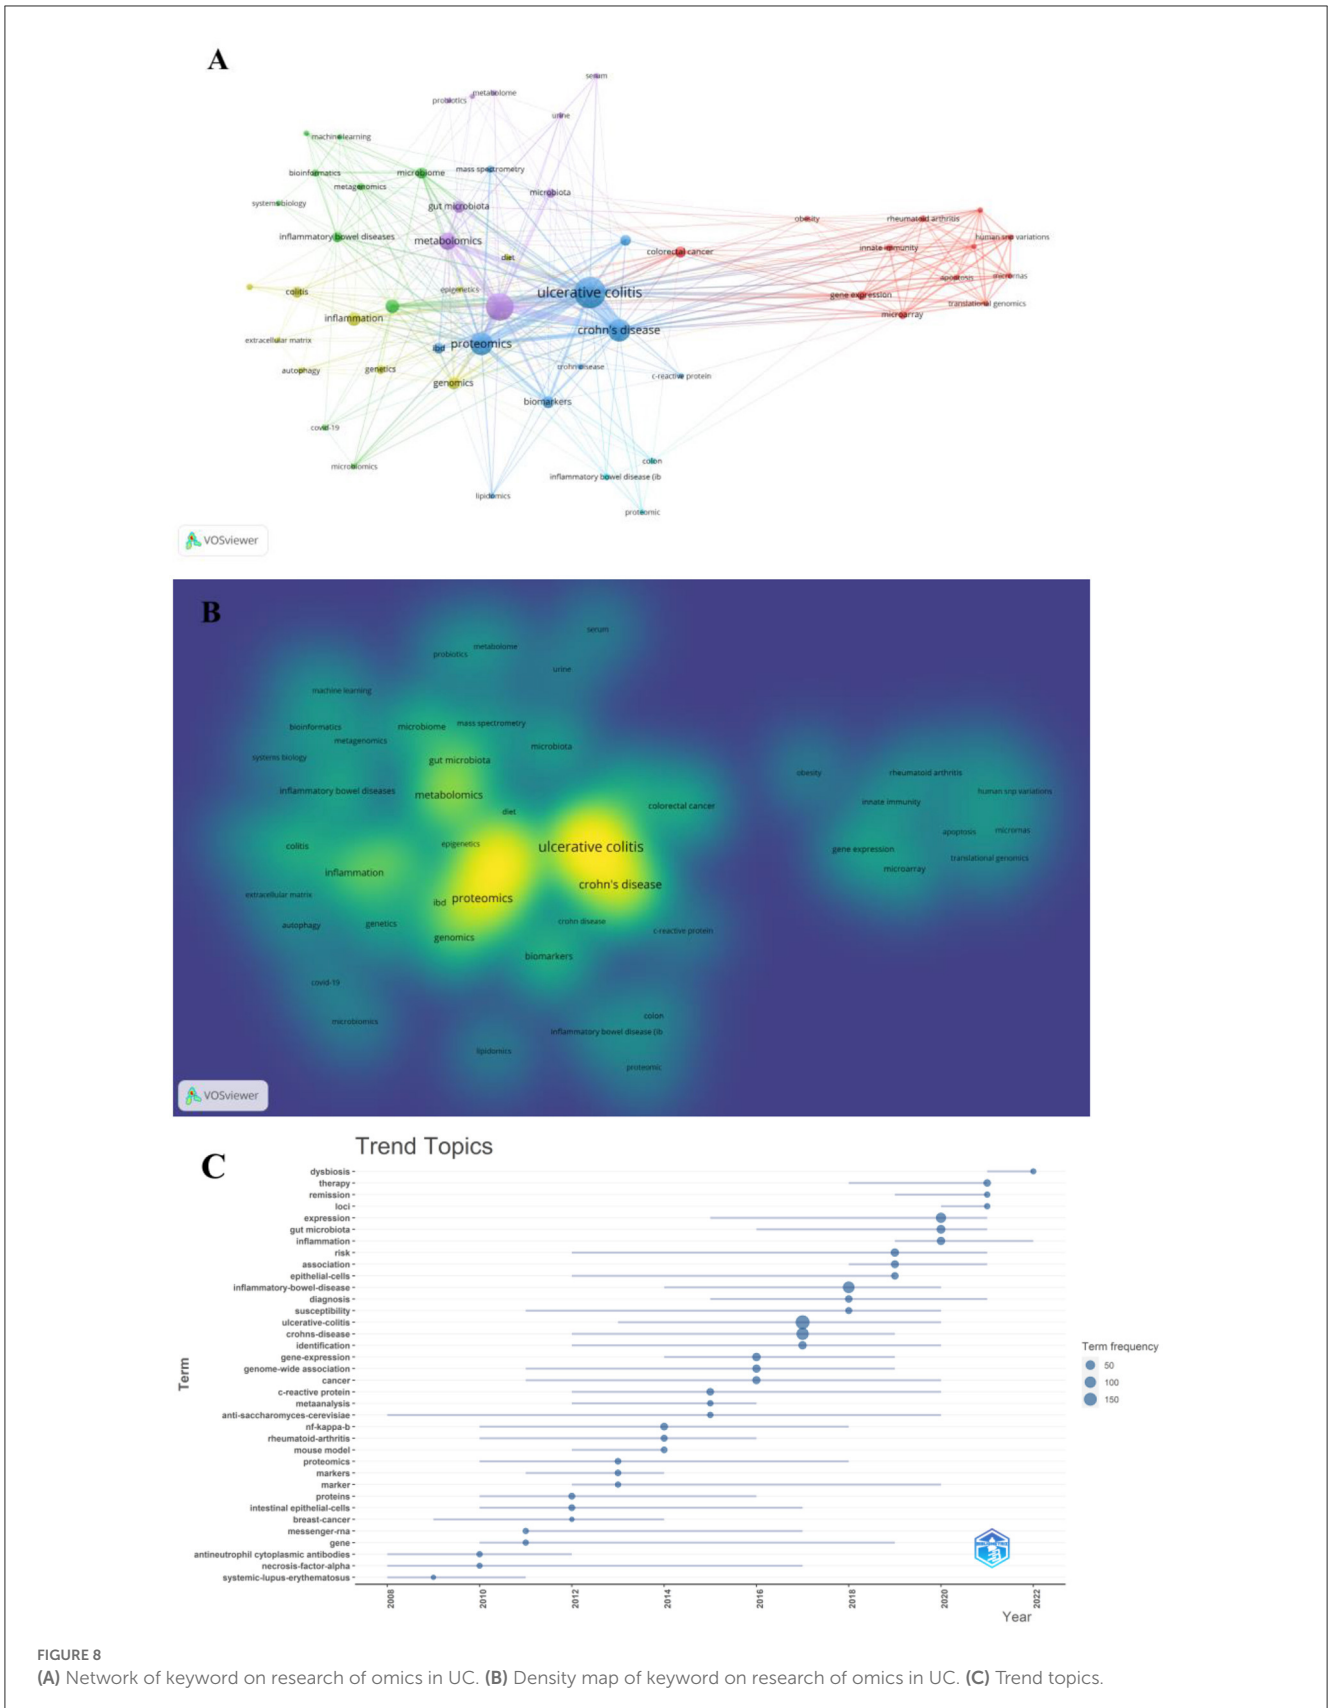 A
serum
metabolome
probiotics
urine
machine learning
bioinformatics
microbiome
mass spectrometry
metagenomics
microbiota
systems biology
gut microbiota
obesity
rheumatoid arthritis
inflammatory bowel diseases
metabolomics
human snp variations
innate immunity
colorectal cancer
diet
apoptosis
micrornas
colitis
epigenetics
ulcerative colitis
gene expression
translational genomics
inflammation
microarray
crohn's disease
extracellular matrix
ibd
proteomics
autophagy
genetics
crohn disease
c-reactive protein
genomics
biomarkers
covid-19
microbiomics
colon
inflammatory bowel disease (ib
lipidomics
proteomic
VOSviewer
B
serum
metabolome
probiotics
urine
machine learning
bioinformatics
microbiome
mass spectrometry
metagenomics
microbiota
systems biology
gut microbiota
obesity
rheumatoid arthritis
inflammatory bowel diseases
metabolomics
human snp variations
innate immunity
colorectal cancer
diet
apoptosis
micrornas
colitis
epigenetics
ulcerative colitis
gene expression
translational genomics
inflammation
microarray
crohn's disease
extracellular matrix
ibd
proteomics
autophagy
genetics
crohn disease
c-reactive protein
genomics
biomarkers
covid-19
microbiomics
colon
inflammatory bowel disease (ib
lipidomics
proteomic
VOSviewer
C
Trend Topics
dysbiosis
therapy
remission
loci
expression
gut microbiota
inflammation
risk
association
epithelial-cells
inflammatory-bowel-disease
diagnosis
susceptibility
ulcerative-colitis
crohns-disease
identification
gene-expression
genome-wide association
cancer
c-reactive protein
metaanalysis
anti-saccharomyces-cerevisiae
nf-kappa-b
rheumatoid-arthritis
mouse model
proteomics
markers
marker
proteins
intestinal epithelial-cells
breast-cancer
messenger-rna
gene
antineutrophil cytoplasmic antibodies
necrosis-factor-alpha
systemic-lupus-erythematosus
Term
2008
2010
2012
2014
2016
2018
2020
2022
Year
Term frequency
50
100
150
FIGURE 8
(A) Network of keyword on research of omics in UC. (B) Density map of keyword on research of omics in UC. (C) Trend topics.